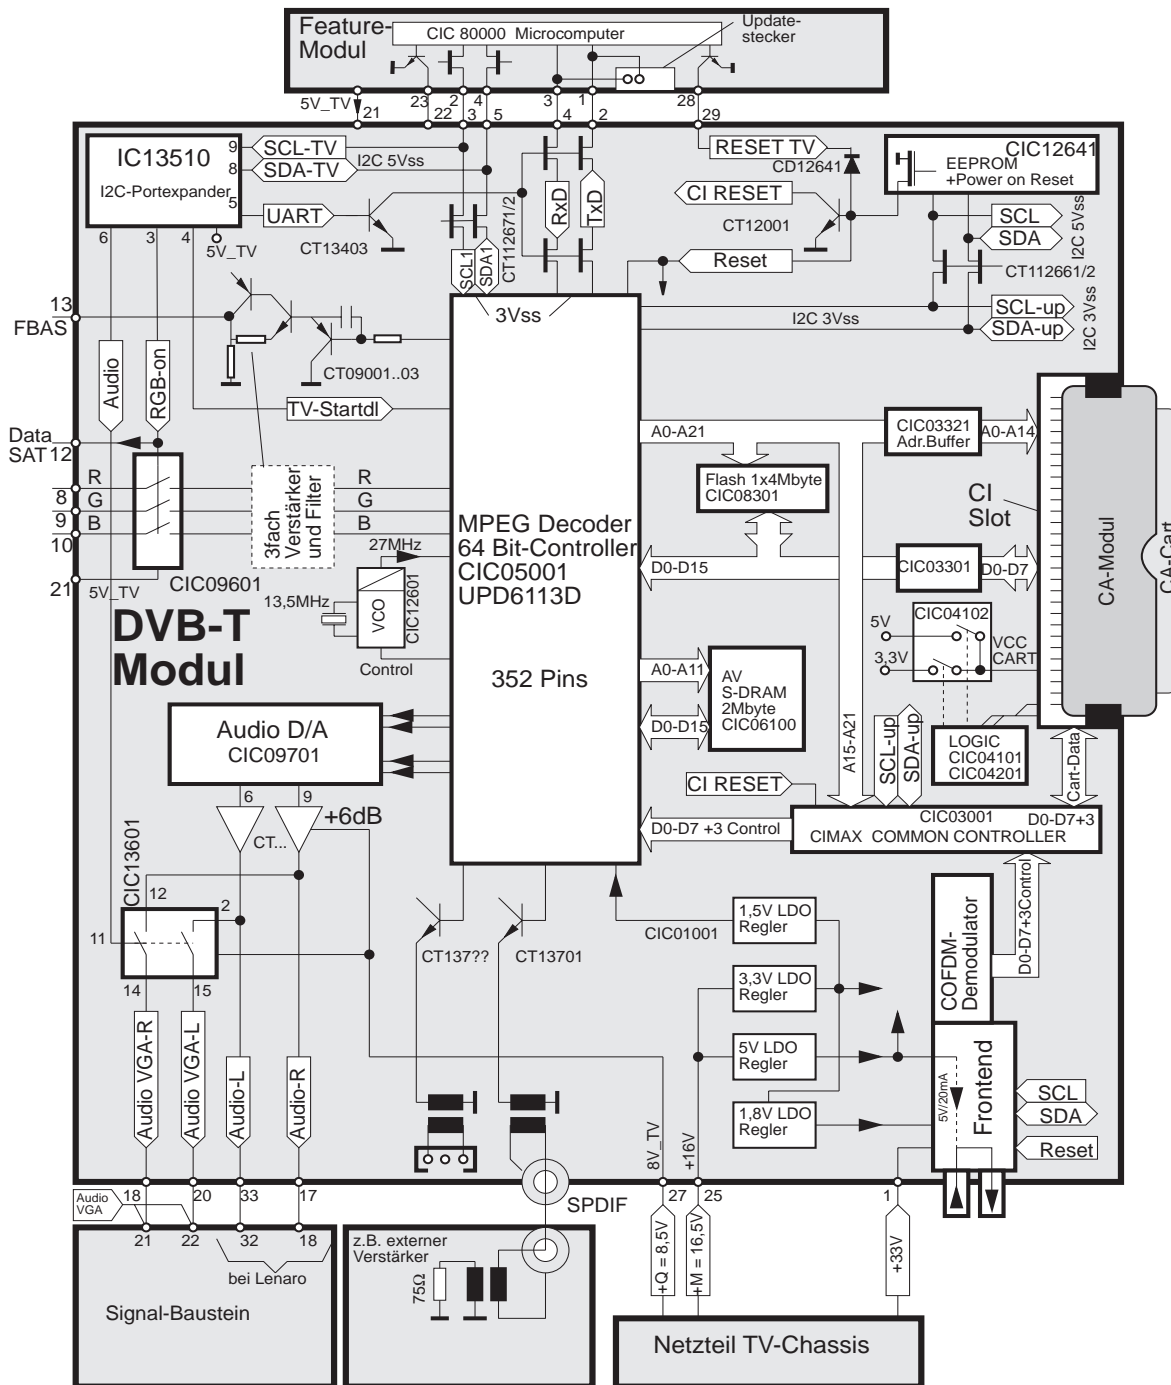 Feature-
Modul
CIC 80000 Microcomputer
Update-
stecker
5V_TV
21
23
22
2
3
4
5
3
4
1
2
28
29
IC13510
I2C-Portexpander
9
8
5
6
3
4
5V_TV
SCL-TV
SDA-TV
I2C 5Vss
UART
CT13403
SCL1
SDA1
CT112671/2
RxD
TxD
RESET TV
CD12641
CI RESET
CT12001
Reset
CIC12641
EEPROM
+Power on Reset
SCL
SDA
I2C 5Vss
CT112661/2
SCL-up
SDA-up
I2C 3Vss
I2C 3Vss
3Vss
13
FBAS
CT09001..03
Audio
RGB-on
TV-Startdl
Data
SAT
12
8
9
10
21
R
G
B
R
G
B
5V_TV
CIC09601
3fach
Verstärker
und Filter
27MHz
13,5MHz
VCO
CIC12601
Control
MPEG Decoder
64 Bit-Controller
CIC05001
UPD6113D
352 Pins
DVB-T
Modul
A0-A21
CIC03321
Adr.Buffer
A0-A14
Flash 1x4Mbyte
CIC08301
D0-D15
CIC03301
D0-D7
CI
Slot
CA-Modul
CA-Cart
CIC04102
5V
3,3V
VCC
CART
A0-A11
D0-D15
AV
S-DRAM
2Mbyte
CIC06100
A15-A21
SCL-up
SDA-up
LOGIC
CIC04101
CIC04201
Cart-Data
CI RESET
D0-D7 +3 Control
CIC03001
D0-D7+3
CIMAX COMMON CONTROLLER
D0-D7+3Control
Audio D/A
CIC09701
6
9
+6dB
CT...
CIC13601
12
2
11
14
15
CT137??
CT13701
CIC01001
1,5V LDO
Regler
3,3V LDO
Regler
5V LDO
Regler
1,8V LDO
Regler
COFDM-
Demodulator
Frontend
5V/20mA
SCL
SDA
Reset
Audio VGA-R
Audio VGA-L
Audio-L
Audio-R
8V_TV
+16V
SPDIF
18
20
33
17
27
25
1
Audio
VGA
21
22
32
18
bei Lenaro
Signal-Baustein
z.B. externer
Verstärker
75Ω
+Q = 8,5V
+M = 16,5V
+33V
Netzteil TV-Chassis